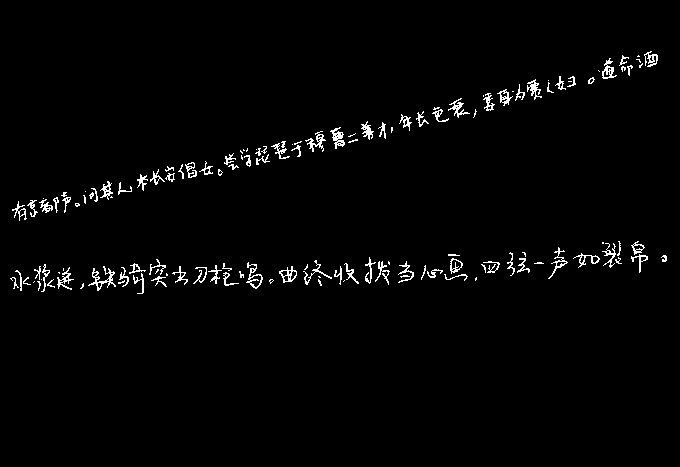 有京都声。问其人,本长安倡女。尝学琵琶于穆曹二善才,年长色衰,委身为贾人妇。遂命酒
水浆迸,铁骑突出刀枪鸣。曲终收拨当心画,四弦一声如裂帛。